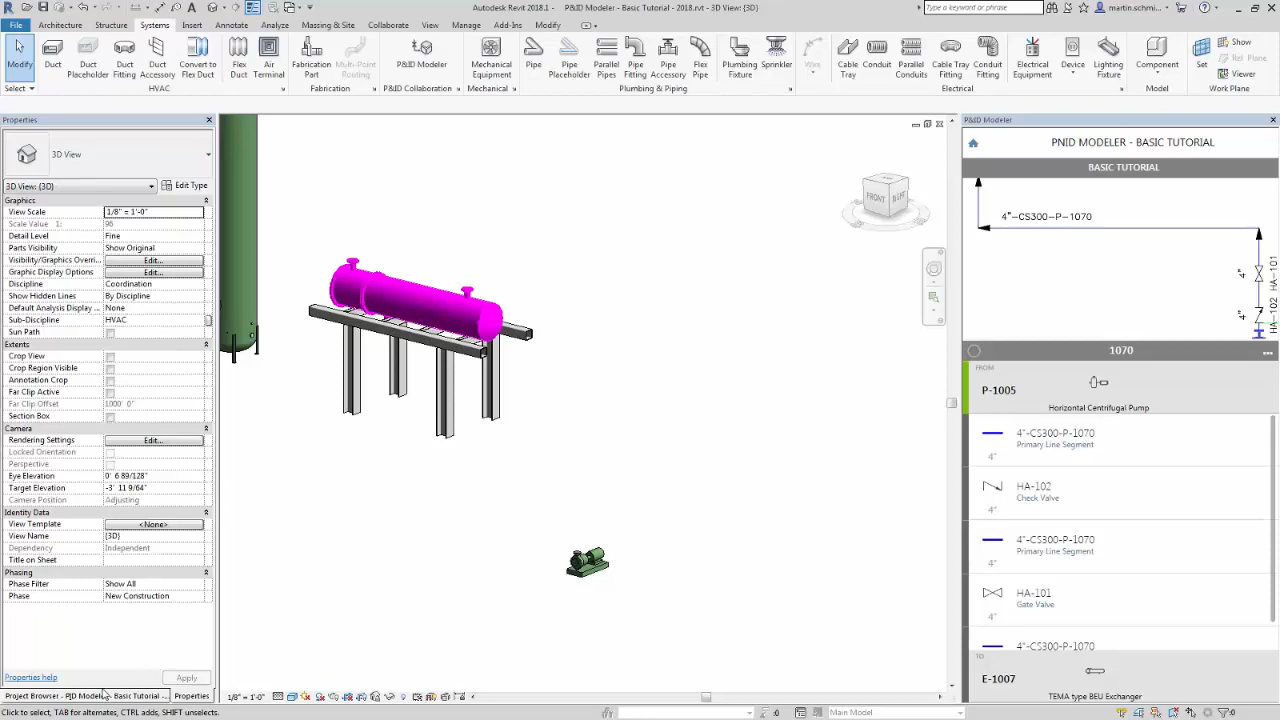 Autodesk Revit 2018.1 - P&ID Modeler - Basic Tutorial - 2018.rvt - 3D View: {3D}
Type a keyword or phrase
martin.schmi...
File Architecture Structure Systems Insert Annotate Analyze Massing & Site Collaborate View Manage Add-Ins Modify
Modify
Duct
Duct Placeholder
Duct Fitting
Duct Accessory
Convert to Flex Duct
Flex Duct
Air Terminal
Fabrication Part
Multi-Point Routing
P&ID Modeler
Mechanical Equipment
Pipe
Pipe Placeholder
Parallel Pipes
Pipe Fitting
Pipe Accessory
Flex Pipe
Plumbing Fixture
Sprinkler
Wire
Cable Tray
Conduit
Parallel Conduits
Cable Tray Fitting
Conduit Fitting
Electrical Equipment
Device
Lighting Fixture
Component
Set
Show
Ref Plane
Viewer
Select
HVAC
Fabrication
P&ID Collaboration
Mechanical
Plumbing & Piping
Electrical
Model
Work Plane
Properties
3D View
3D View: {3D}
Edit Type
Graphics
View Scale 1/8" = 1'-0"
Scale Value 1: 96
Detail Level Fine
Parts Visibility Show Original
Visibility/Graphics Overri... Edit...
Graphic Display Options Edit...
Discipline Coordination
Show Hidden Lines By Discipline
Default Analysis Display ... None
Sub-Discipline HVAC
Sun Path
Extents
Crop View
Crop Region Visible
Annotation Crop
Far Clip Active
Far Clip Offset 1000' 0"
Section Box
Camera
Rendering Settings Edit...
Locked Orientation
Perspective
Eye Elevation 0' 6 89/128"
Target Elevation -3' 11 9/64"
Camera Position Adjusting
Identity Data
View Template <None>
View Name {3D}
Dependency Independent
Title on Sheet
Phasing
Phase Filter Show All
Phase New Construction
Properties help
Apply
Project Browser - P&ID Modeler - Basic Tutorial -...
Properties
FRONT
P&ID Modeler
PNID MODELER - BASIC TUTORIAL
BASIC TUTORIAL
4"-CS300-P-1070
4"
HA-101
4"
HA-102
1070
...
FROM
P-1005
Horizontal Centrifugal Pump
4"-CS300-P-1070
Primary Line Segment
4"
HA-102
Check Valve
4"
4"-CS300-P-1070
Primary Line Segment
4"
HA-101
Gate Valve
4"
4"-CS300-P-1070
TO
E-1007
TEMA type BEU Exchanger
1/8" = 1'-0"
Click to select, TAB for alternates, CTRL adds, SHIFT unselects.
:0
Main Model
:0